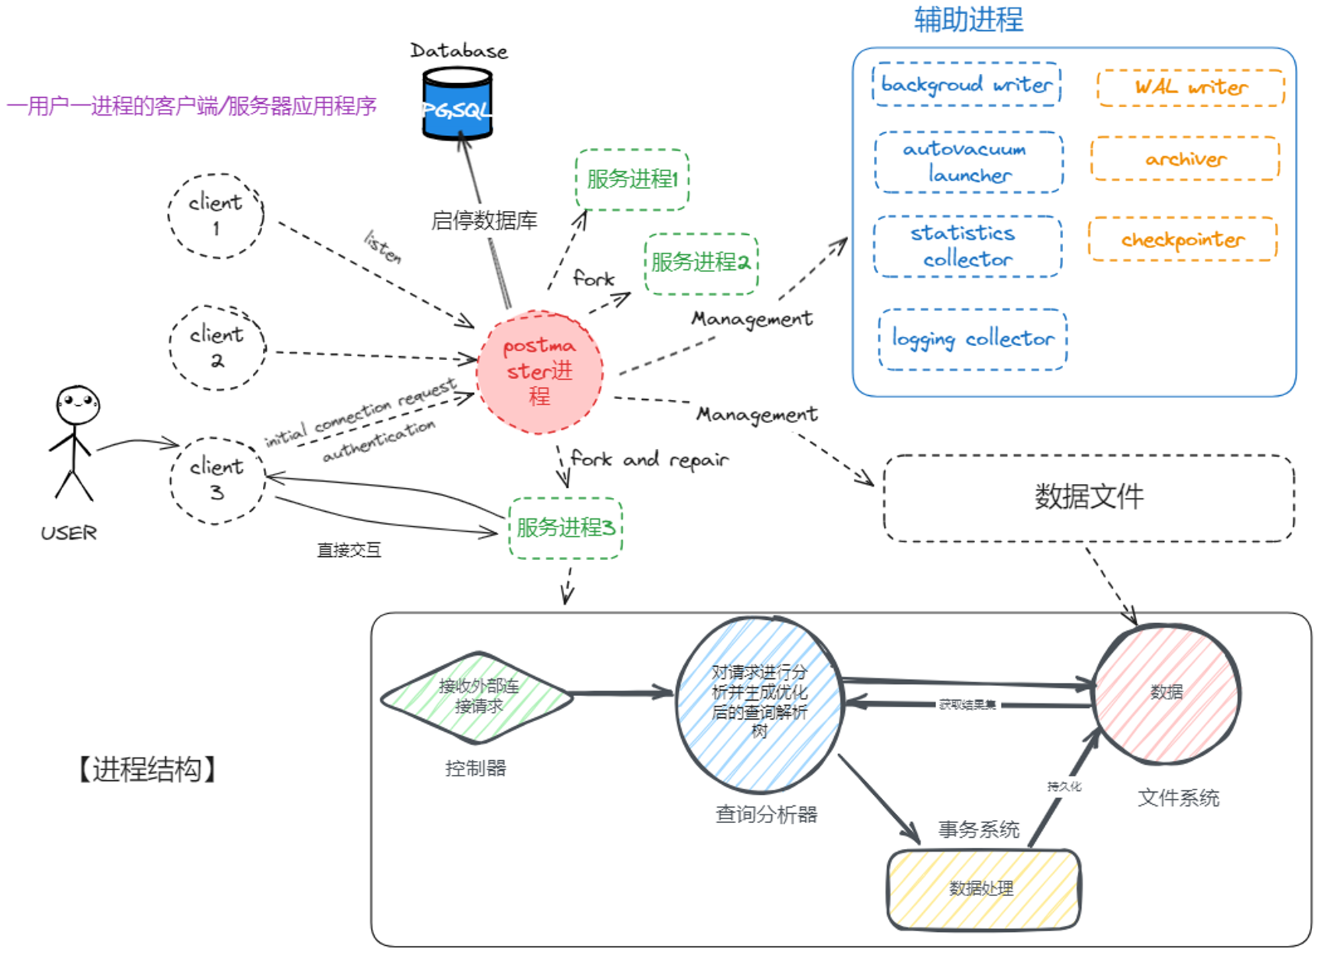 辅助进程
Database
PGSQL
一用户一进程的客户端/服务器应用程序
backgroud writer
WAL writer
autovacuum
launcher
archiver
statistics
collector
checkpointer
logging collector
client
1
listen
启停数据库
服务进程1
服务进程2
fork
Management
client
2
postma
ster进
程
initial connection request
authentication
Management
client
3
fork and repair
USER
直接交互
服务进程3
数据文件
接收外部连
接请求
控制器
对请求进行分
析并生成优化
后的查询解析
树
查询分析器
获取结果集
数据
文件系统
持久化
事务系统
数据处理
【进程结构】